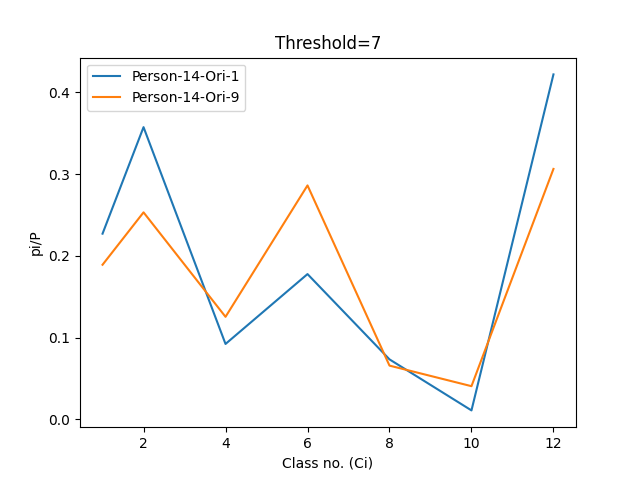 Threshold=7
Person-14-Ori-1
Person-14-Ori-9
pi/P
0.4
0.3
0.2
0.1
0.0
2 4 6 8 10 12
Class no. (Ci)